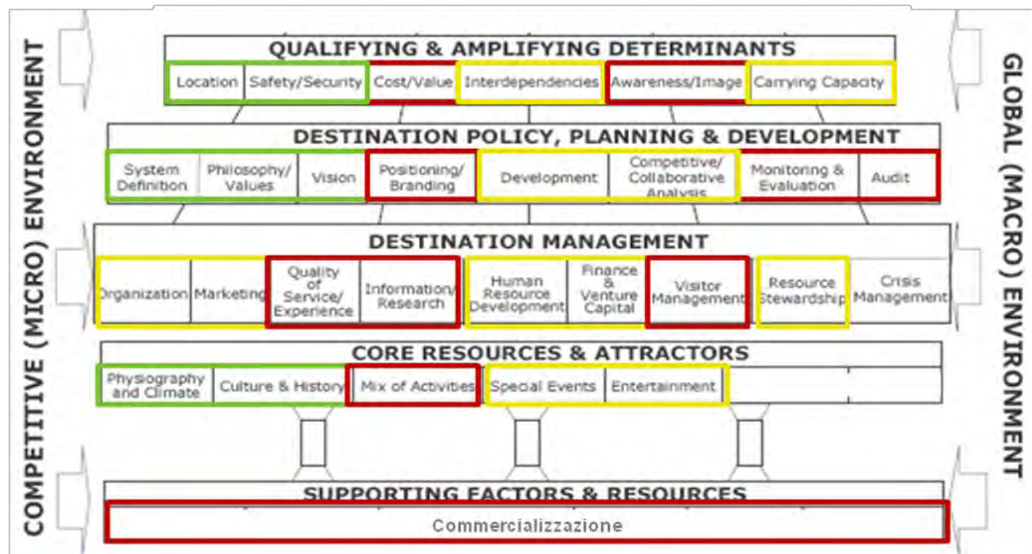 COMPETITIVE (MICRO) ENVIRONMENT
GLOBAL (MACRO) ENVIRONMENT
QUALIFYING & AMPLIFYING DETERMINANTS
Location
Safety/Security
Cost/Value
Interdependencies
Awareness/Image
Carrying Capacity
DESTINATION POLICY, PLANNING & DEVELOPMENT
System
Definition
Philosophy/
Values
Vision
Positioning/
Branding
Development
Competitive/
Collaborative
Analysis
Monitoring &
Evaluation
Audit
DESTINATION MANAGEMENT
Organization
Marketing
Quality
of
Service/
Experience
Information/
Research
Human
Resource
Development
Finance
&
Venture
Capital
Visitor
Management
Resource
Stewardship
Crisis
Management
CORE RESOURCES & ATTRACTORS
Physiography
and Climate
Culture & History
Mix of Activities
Special Events
Entertainment
SUPPORTING FACTORS & RESOURCES
Commercializzazione